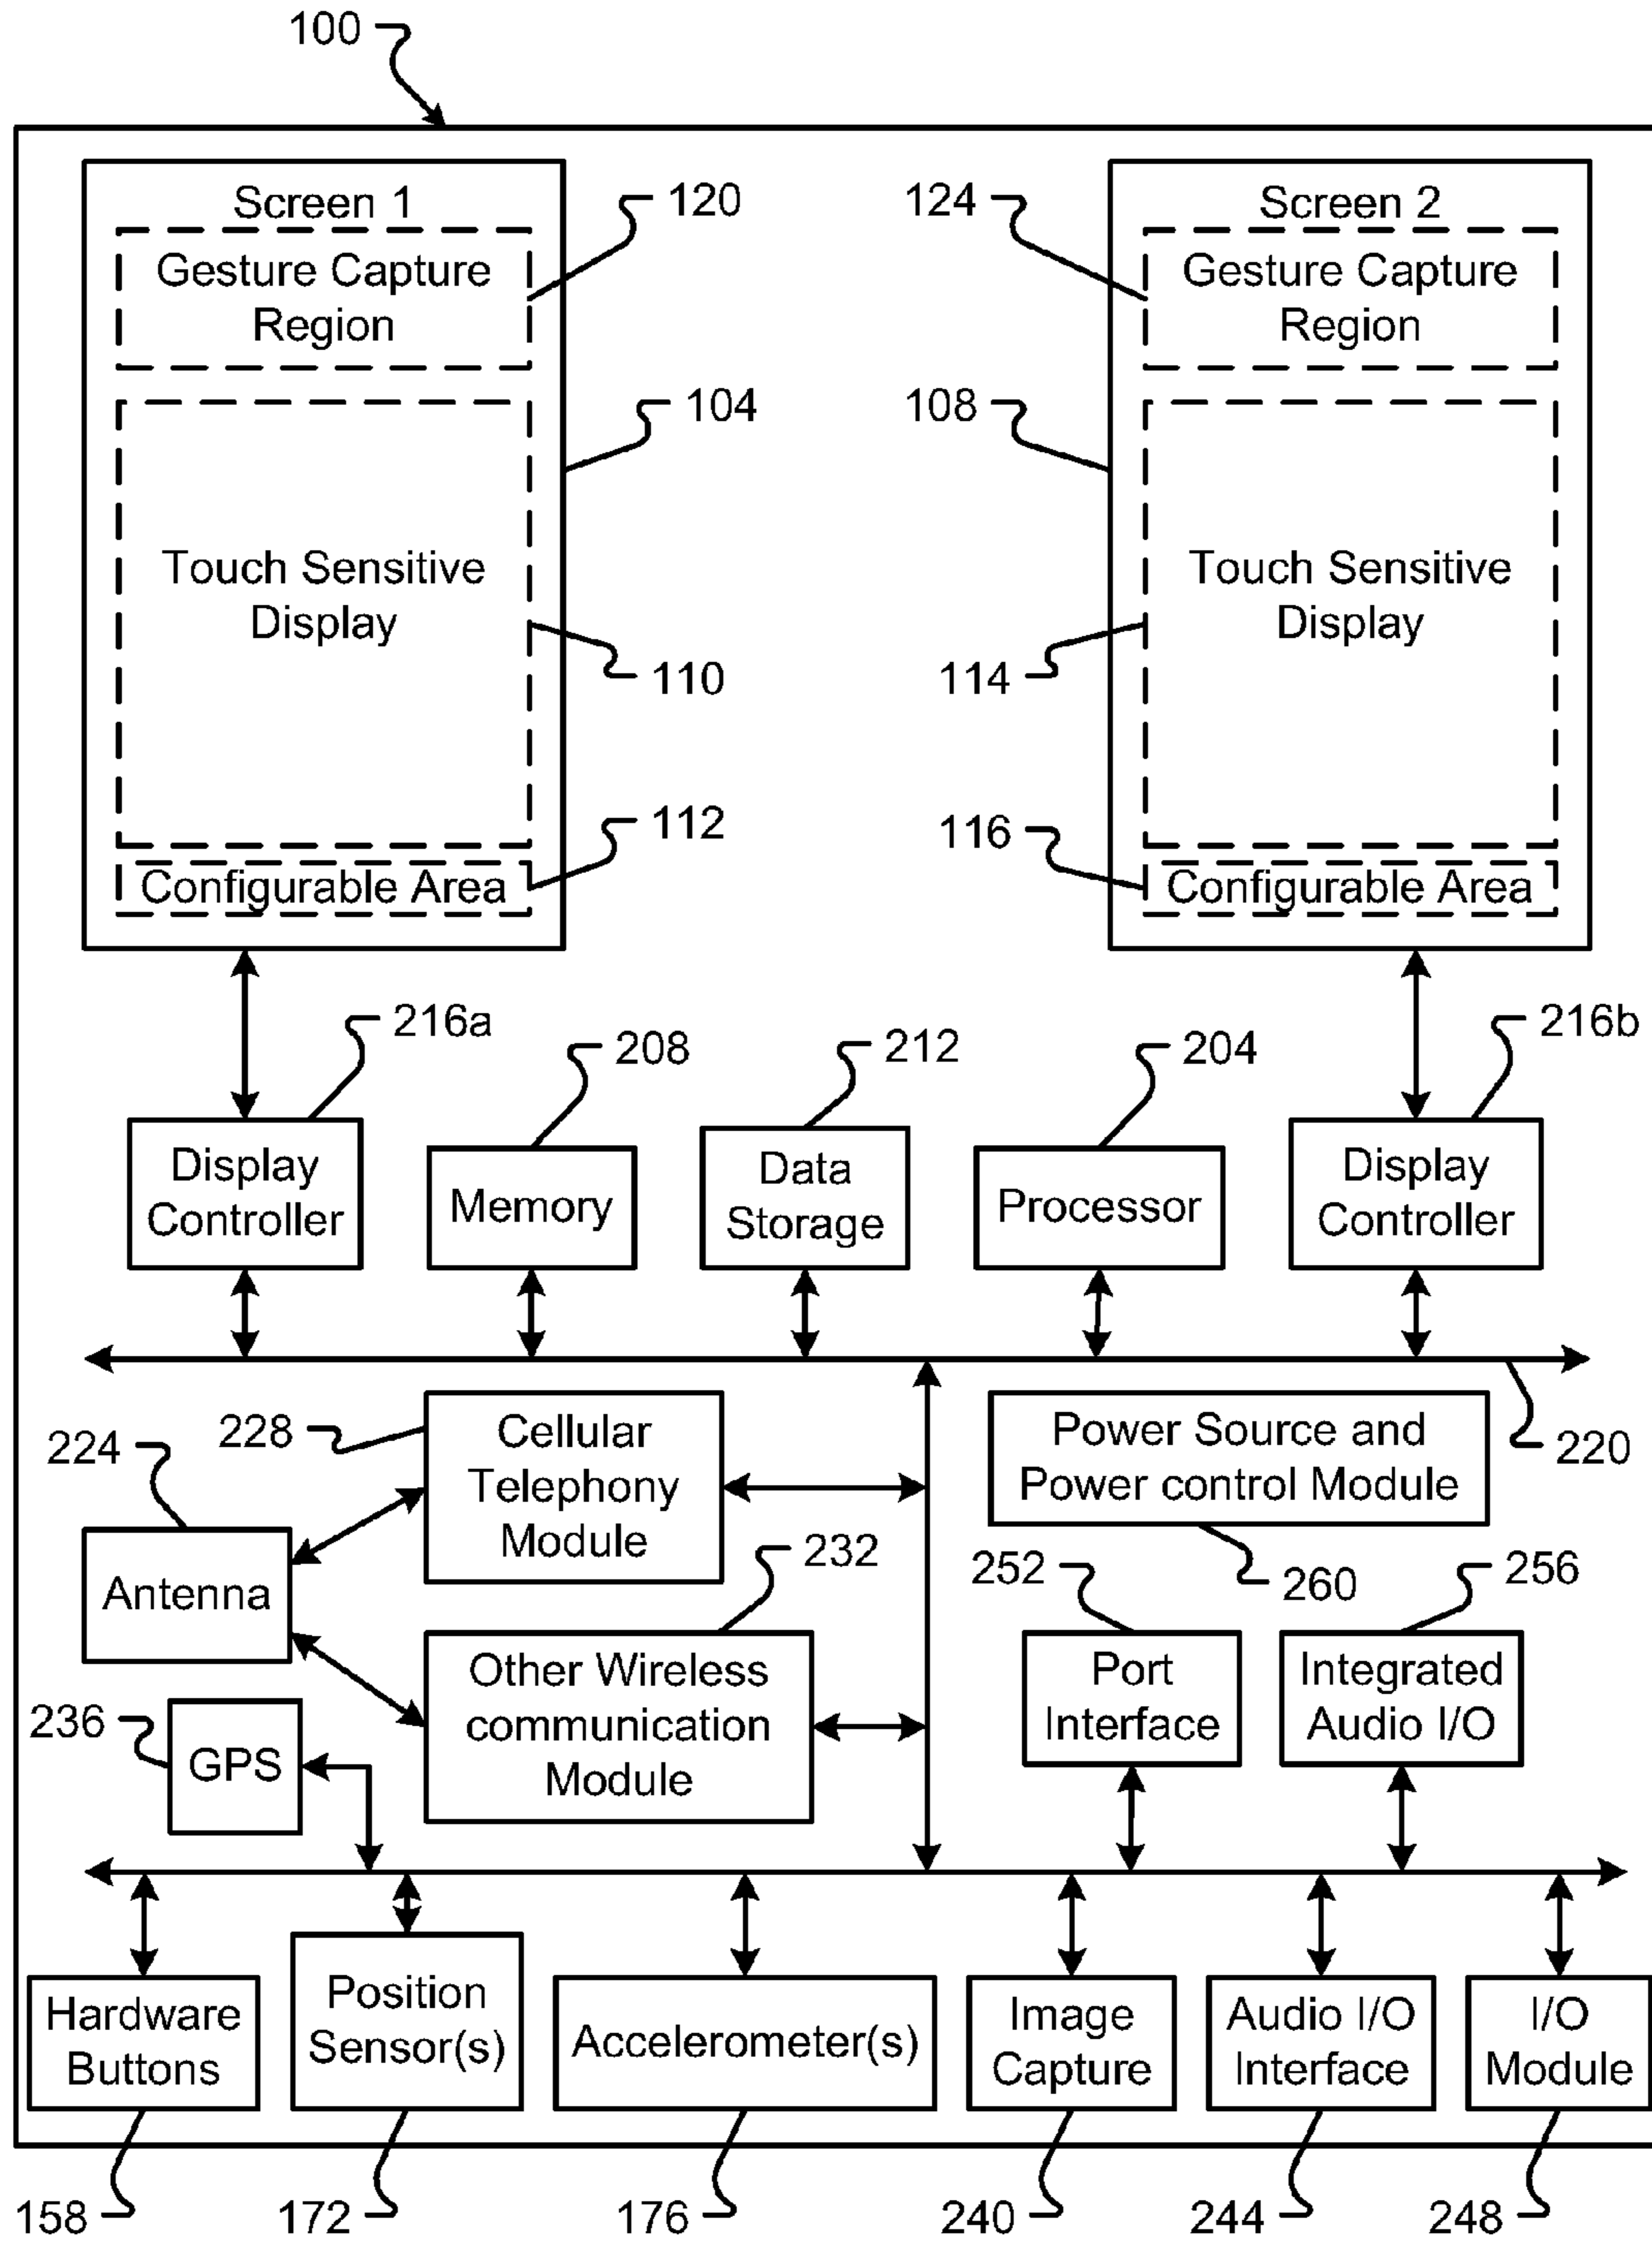 100
Screen 1
Gesture Capture
Region
120
Touch Sensitive
Display
104
110
Configurable Area
112
Screen 2
Gesture Capture
Region
124
Touch Sensitive
Display
108
114
Configurable Area
116
216a
208
212
204
216b
Display
Controller
Memory
Data
Storage
Processor
Display
Controller
220
228
Cellular
Telephony
Module
224
Antenna
232
Other Wireless
communication
Module
236
GPS
Power Source and
Power control Module
260
252
Port
Interface
256
Integrated
Audio I/O
Hardware
Buttons
Position
Sensor(s)
Accelerometer(s)
Image
Capture
Audio I/O
Interface
I/O
Module
158
172
176
240
244
248